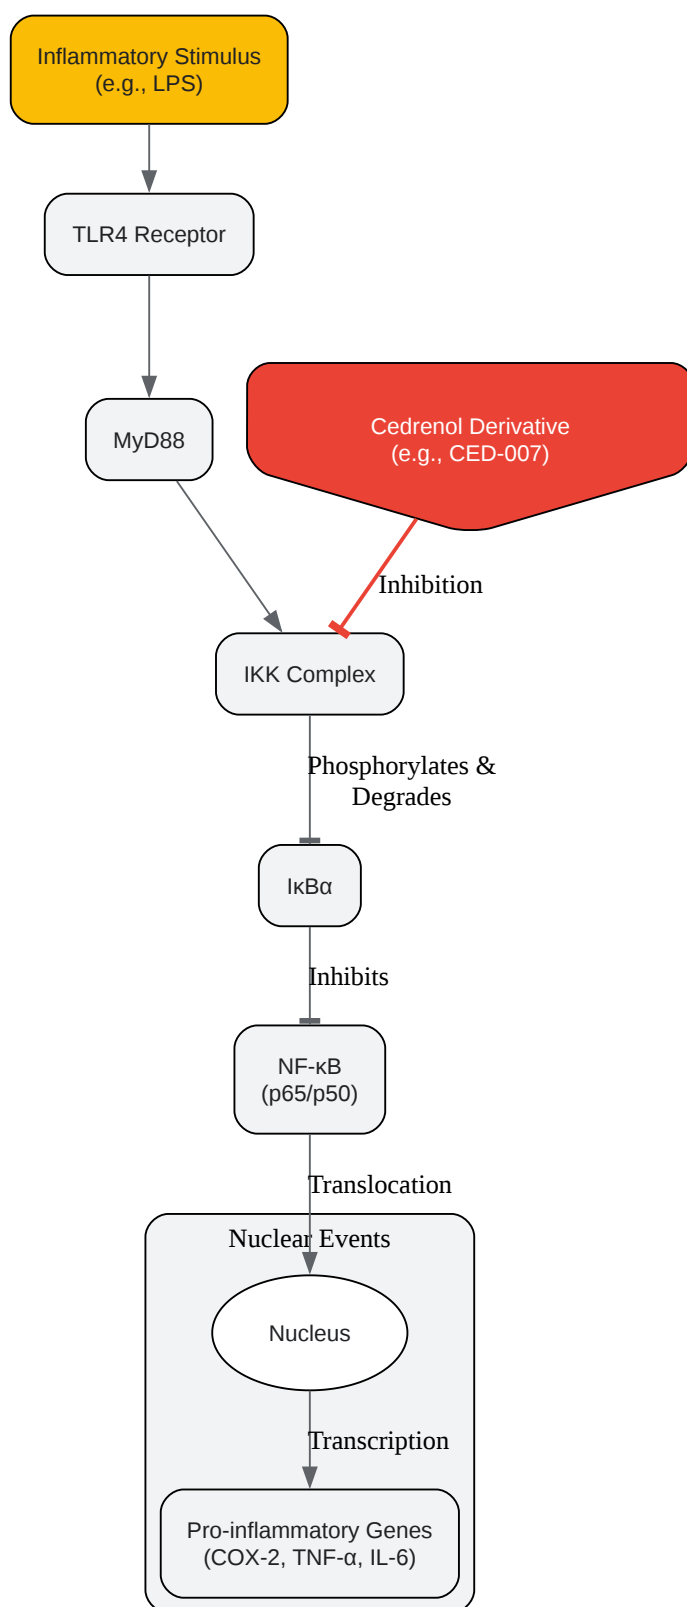 Inflammatory Stimulus
(e.g., LPS)
TLR4 Receptor
MyD88
Cedrenol Derivative
(e.g., CED-007)
Inhibition
IKK Complex
Phosphorylates &
Degrades
IκBα
Inhibits
NF-κB
(p65/p50)
Translocation
Nuclear Events
Nucleus
Transcription
Pro-inflammatory Genes
(COX-2, TNF-α, IL-6)